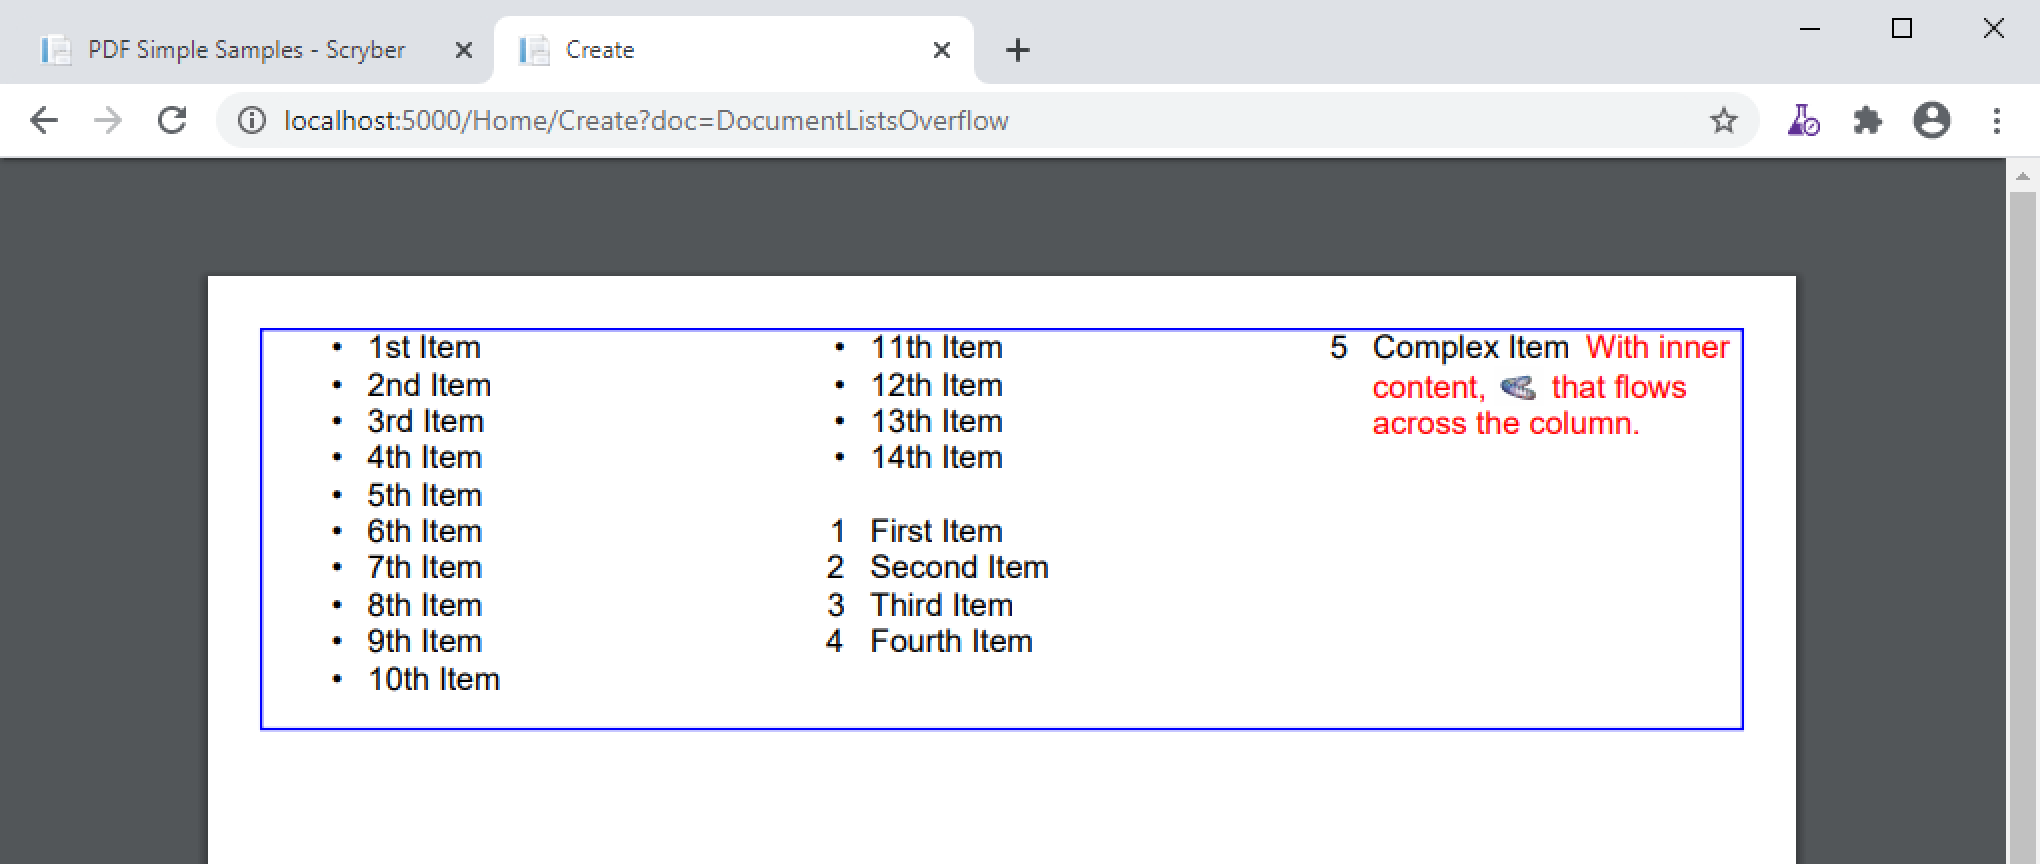 PDF Simple Samples - Scryber
Create
localhost:5000/Home/Create?doc=DocumentListsOverflow
• 1st Item
• 2nd Item
• 3rd Item
• 4th Item
• 5th Item
• 6th Item
• 7th Item
• 8th Item
• 9th Item
• 10th Item
• 11th Item
• 12th Item
• 13th Item
• 14th Item
1 First Item
2 Second Item
3 Third Item
4 Fourth Item
5 Complex Item With inner
content, that flows
across the column.